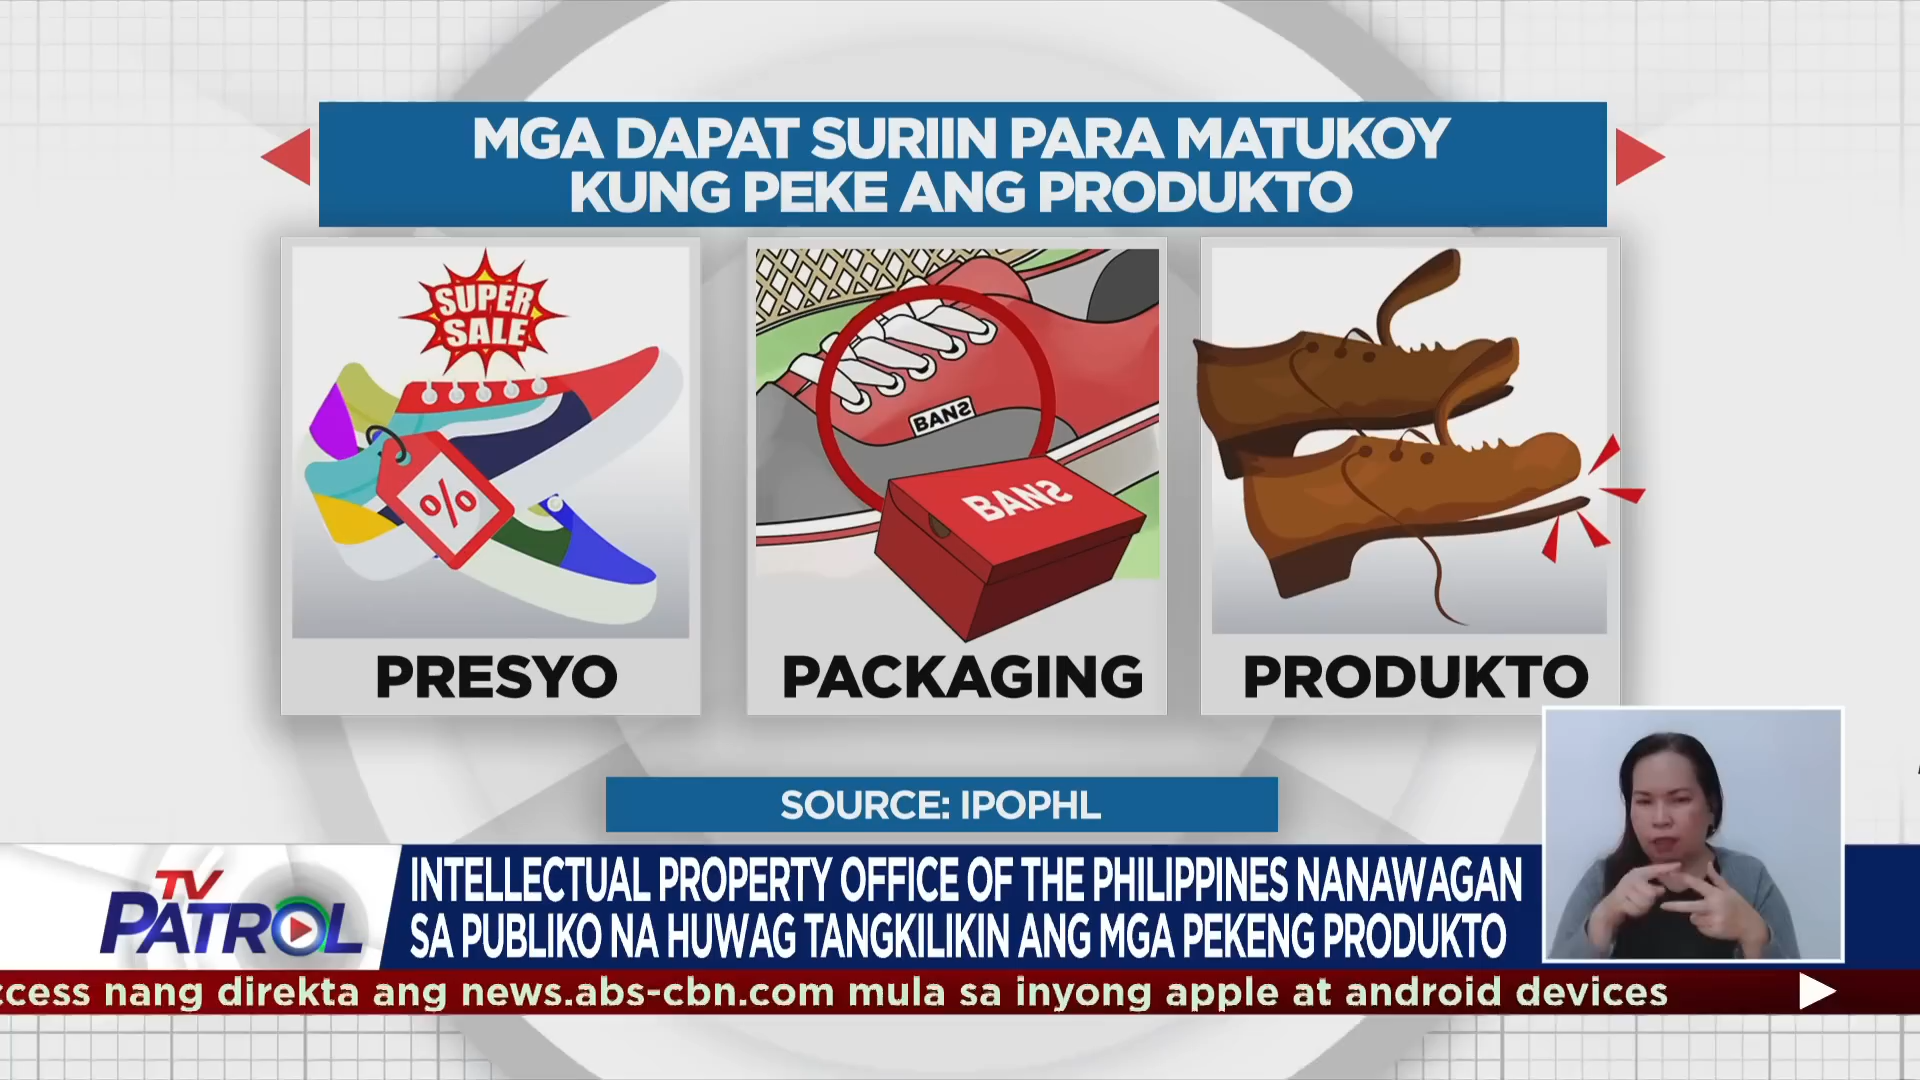 MGA DAPAT SURIIN PARA MATUKOY
KUNG PEKE ANG PRODUKTO
SUPER
SALE
%
BANS
BANS
PRESYO
PACKAGING
PRODUKTO
SOURCE: IPOPHL
TV
PATROL
INTELLECTUAL PROPERTY OFFICE OF THE PHILIPPINES NANAWAGAN
SA PUBLIKO NA HUWAG TANGKILIKIN ANG MGA PEKENG PRODUKTO
ccess nang direkta ang news.abs-cbn.com mula sa inyong apple at android devices